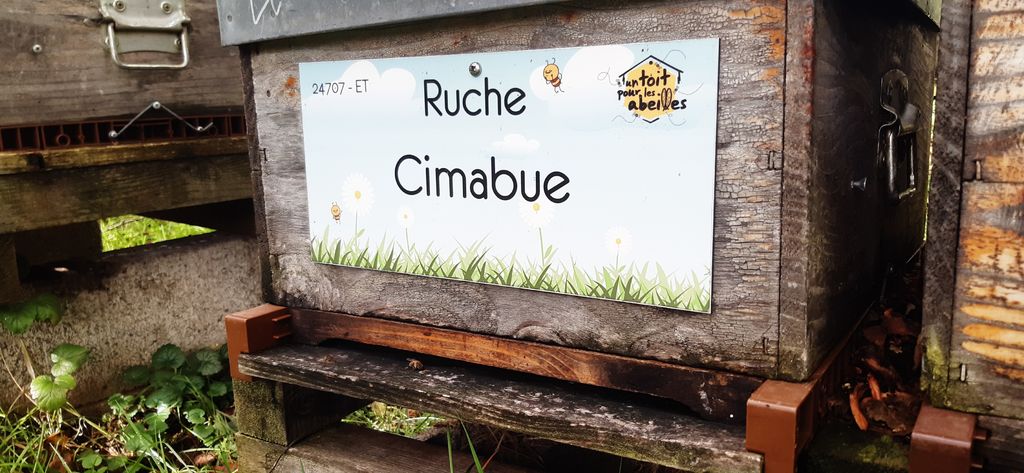 24707 - ET
Ruche
Cimabue
un toit
pour les
abeilles